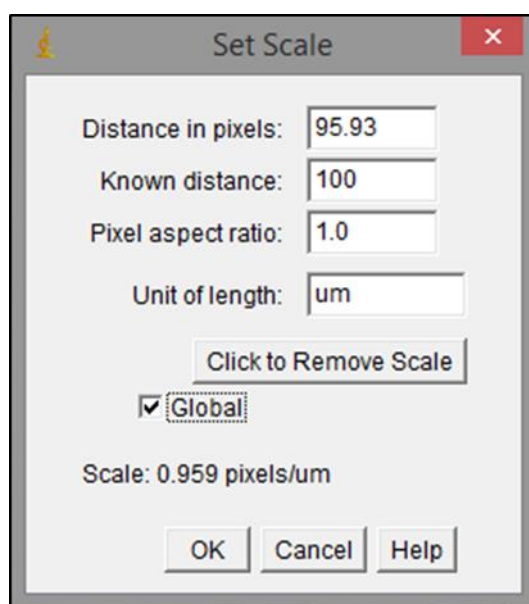 Set Scale
Distance in pixels: 95.93
Known distance: 100
Pixel aspect ratio: 1.0
Unit of length: um
Click to Remove Scale
Global
Scale: 0.959 pixels/um
OK Cancel Help